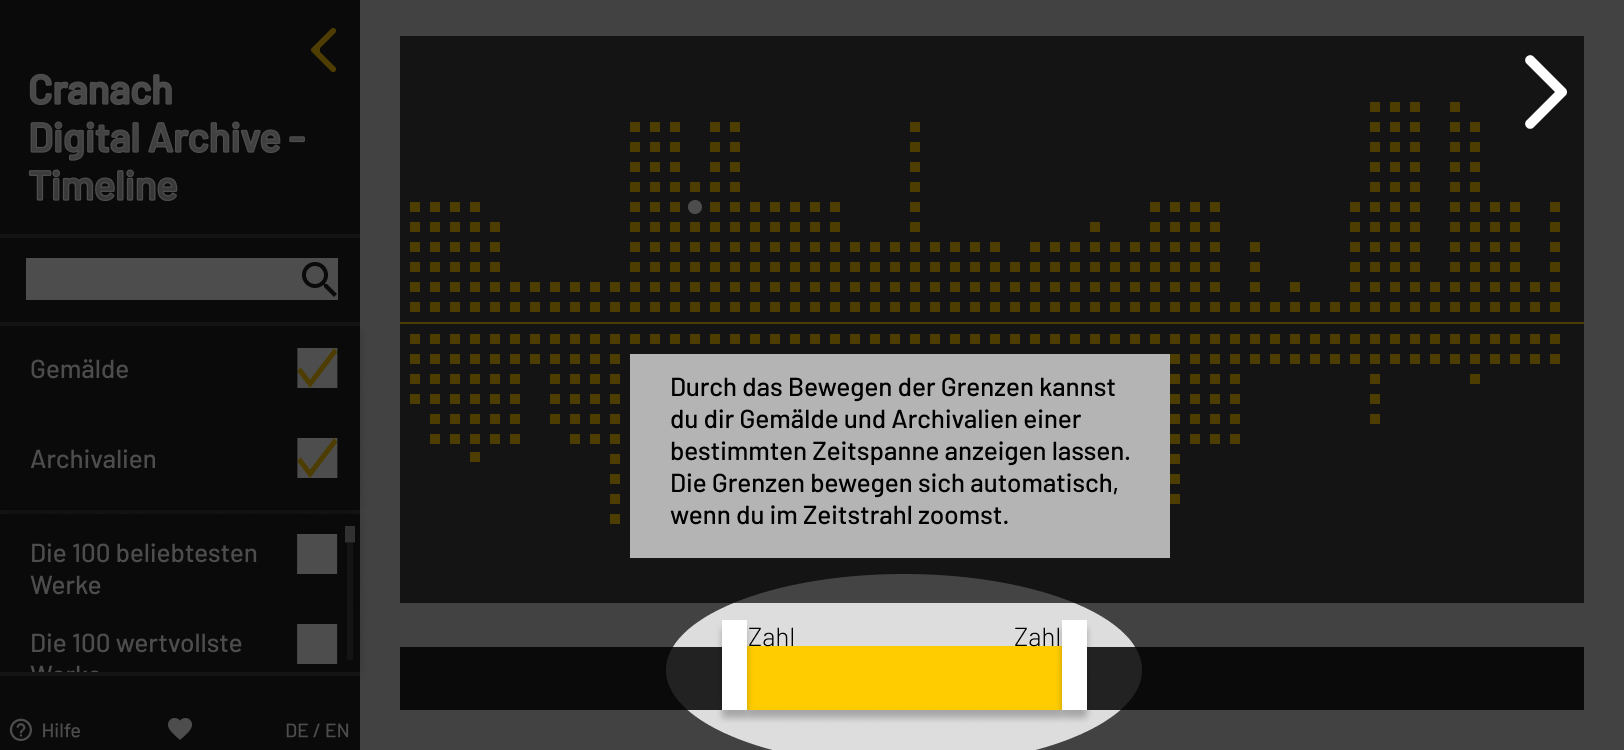 Cranach
Digital Archive -
Timeline
Gemälde
Archivalien
Die 100 beliebtesten
Werke
Die 100 wertvollste
Werke
Hilfe
DE / EN
Durch das Bewegen der Grenzen kannst
du dir Gemälde und Archivalien einer
bestimmten Zeitspanne anzeigen lassen.
Die Grenzen bewegen sich automatisch,
wenn du im Zeitstrahl zoomst.
Zahl
Zahl